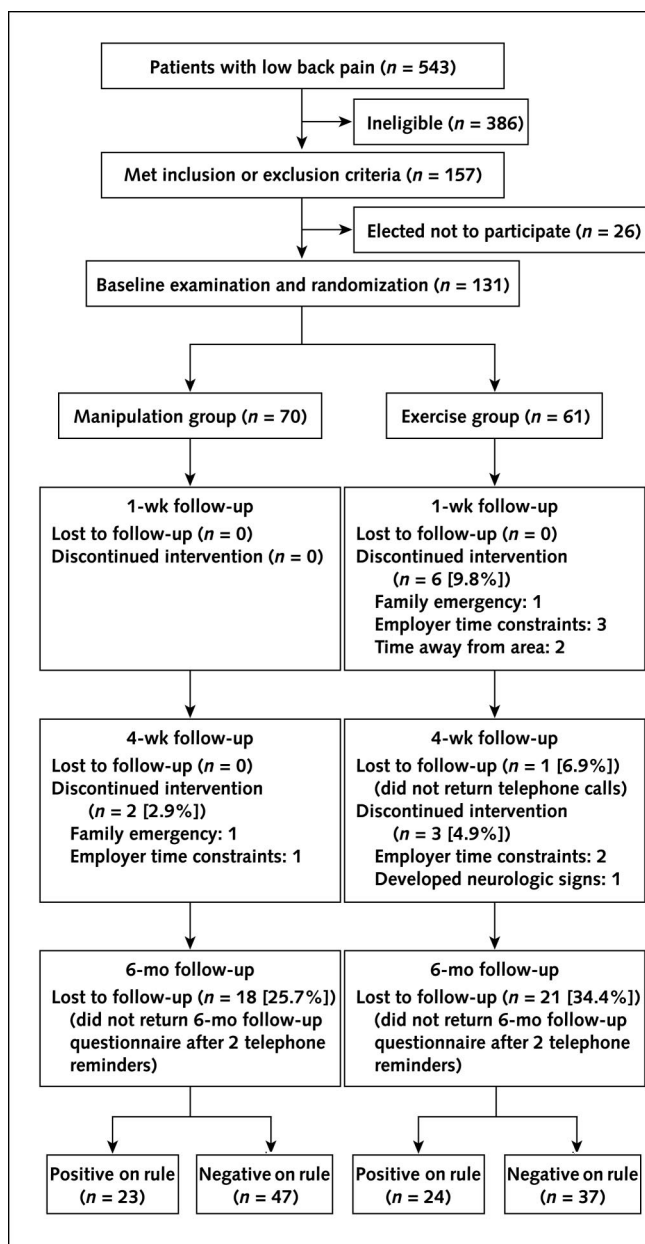 Patients with low back pain (n = 543)
Ineligible (n = 386)
Met inclusion or exclusion criteria (n = 157)
Elected not to participate (n = 26)
Baseline examination and randomization (n = 131)
Manipulation group (n = 70)
Exercise group (n = 61)
1-wk follow-up
Lost to follow-up (n = 0)
Discontinued intervention (n = 0)
1-wk follow-up
Lost to follow-up (n = 0)
Discontinued intervention
(n = 6 [9.8%])
Family emergency: 1
Employer time constraints: 3
Time away from area: 2
4-wk follow-up
Lost to follow-up (n = 0)
Discontinued intervention
(n = 2 [2.9%])
Family emergency: 1
Employer time constraints: 1
4-wk follow-up
Lost to follow-up (n = 1 [6.9%])
(did not return telephone calls)
Discontinued intervention
(n = 3 [4.9%])
Employer time constraints: 2
Developed neurologic signs: 1
6-mo follow-up
Lost to follow-up (n = 18 [25.7%])
(did not return 6-mo follow-up
questionnaire after 2 telephone
reminders)
6-mo follow-up
Lost to follow-up (n = 21 [34.4%])
(did not return 6-mo follow-up
questionnaire after 2 telephone
reminders)
Positive on rule
(n = 23)
Negative on rule
(n = 47)
Positive on rule
(n = 24)
Negative on rule
(n = 37)